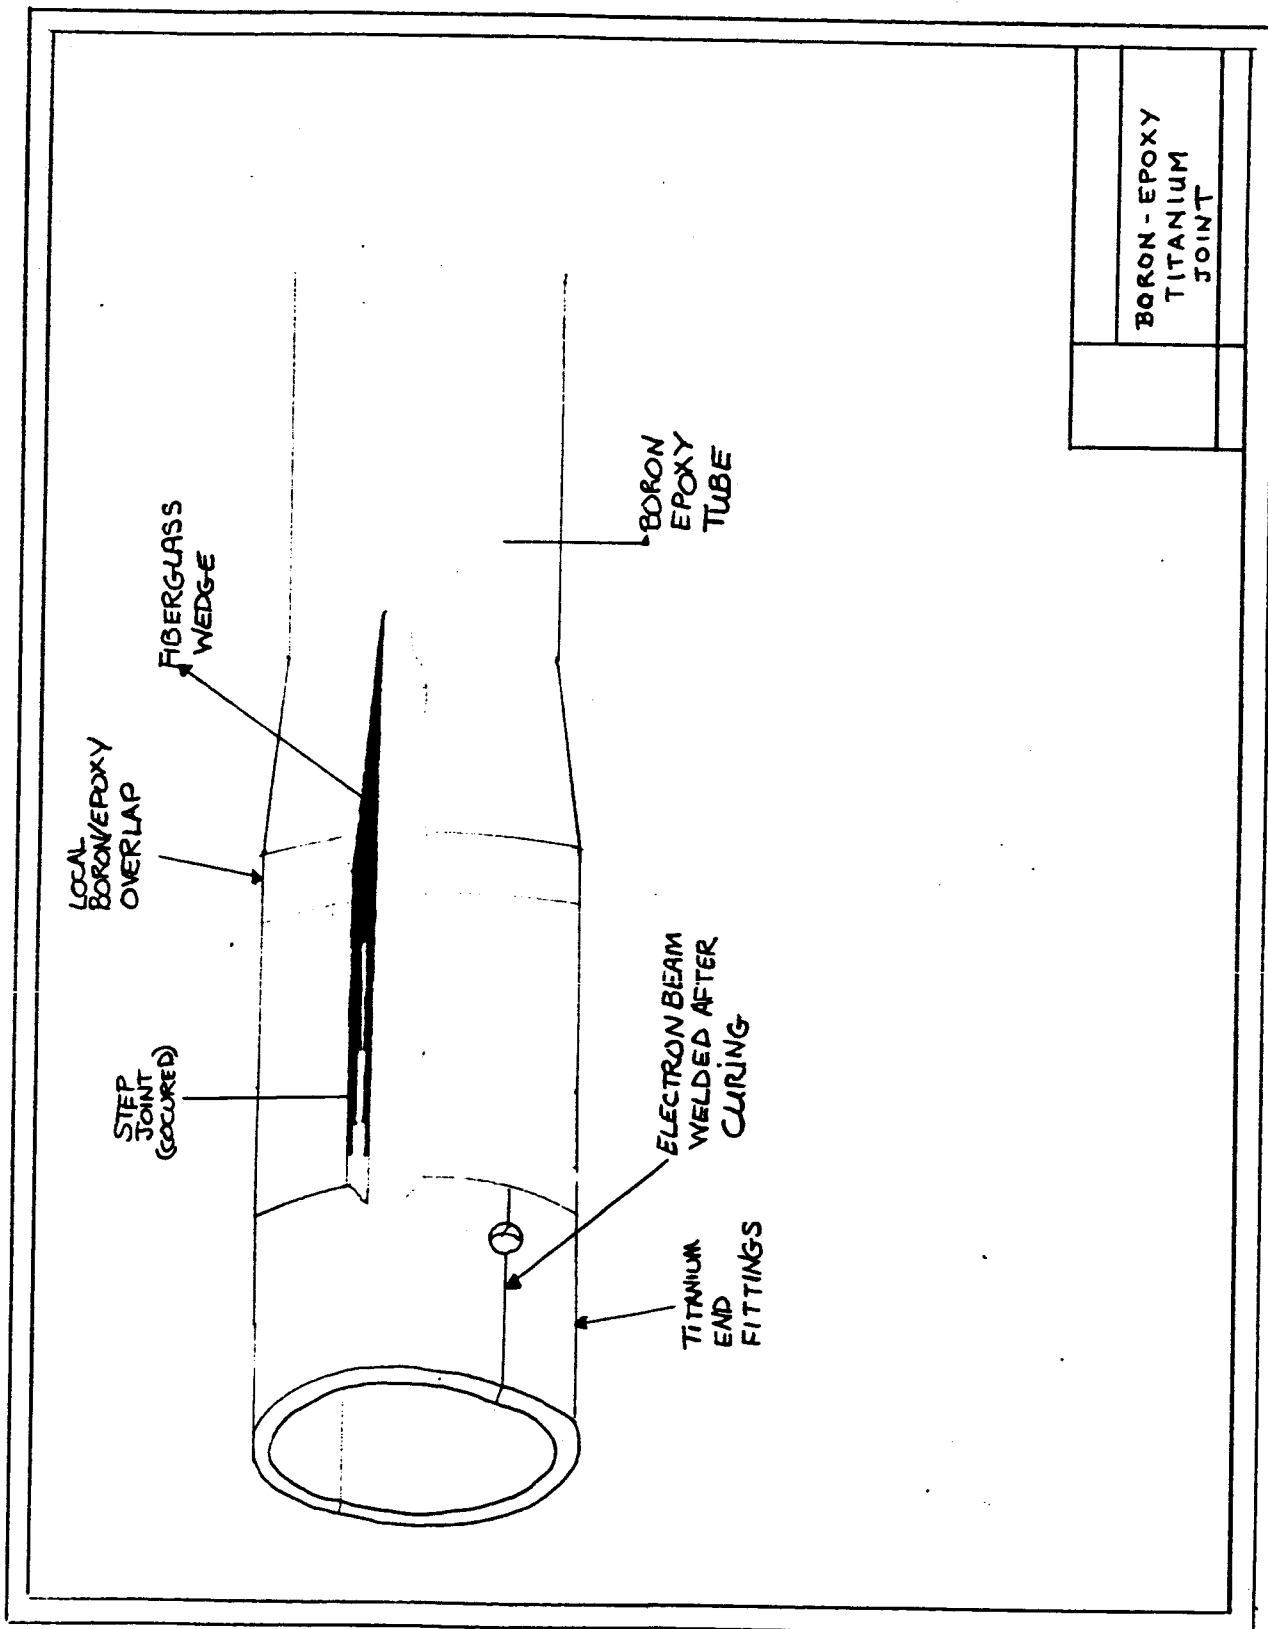 LOCAL
BORON/EPOXY
OVERLAP
FIBERGLASS
WEDGE
STEP
JOINT
(COCURED)
BORON
EPOXY
TUBE
ELECTRON BEAM
WELDED AFTER
CURING
TITANIUM
END
FITTINGS
BORON-EPOXY
TITANIUM
JOINT